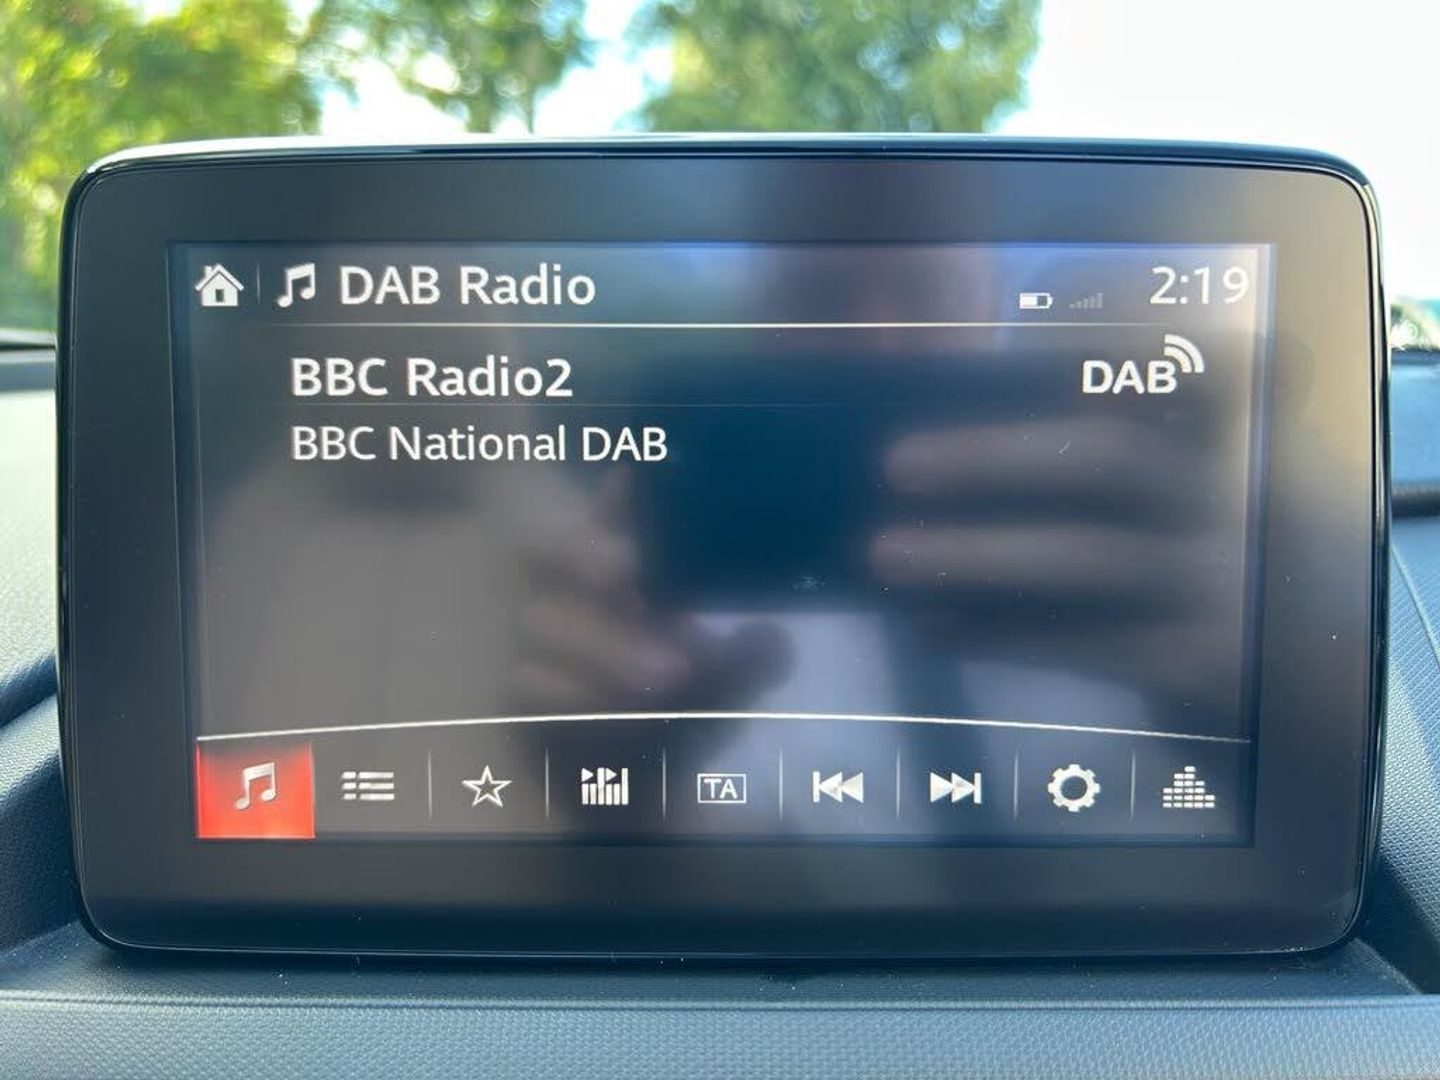 DAB Radio
2:19
BBC Radio2
DAB
BBC National DAB
TA